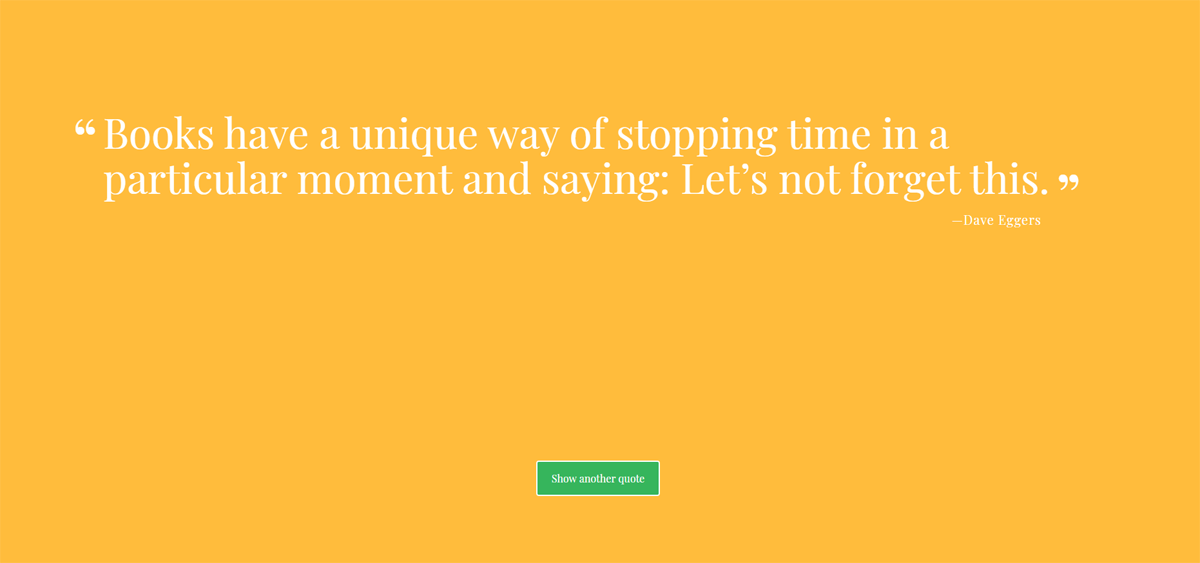 “ Books have a unique way of stopping time in a
particular moment and saying: Let’s not forget this. ”
—Dave Eggers
Show another quote